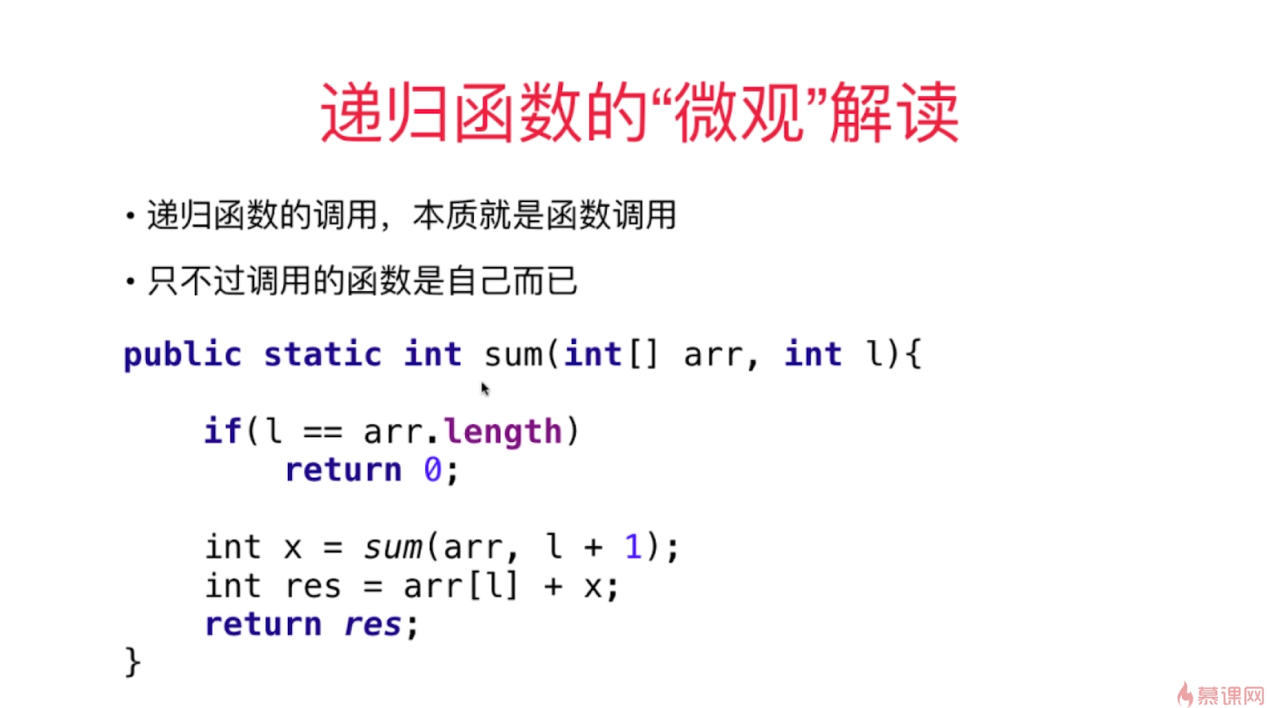 递归函数的“微观”解读
• 递归函数的调用，本质就是函数调用
• 只不过调用的函数是自己而已
public static int sum(int[] arr, int l){
    if(l == arr.length)
        return 0;
    int x = sum(arr, l + 1);
    int res = arr[l] + x;
    return res;
}
慕课网